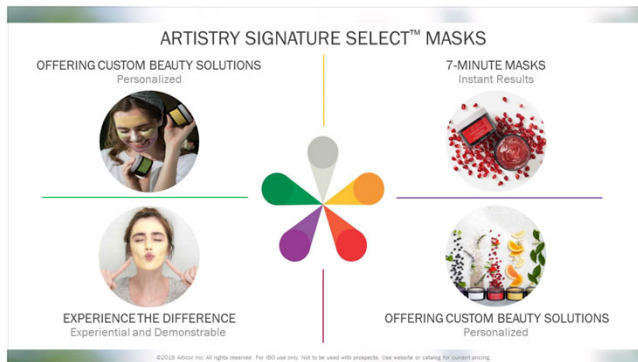 ARTISTRY SIGNATURE SELECT™ MASKS
OFFERING CUSTOM BEAUTY SOLUTIONS
Personalized
7-MINUTE MASKS
Instant Results
EXPERIENCE THE DIFFERENCE
Experiential and Demonstrable
OFFERING CUSTOM BEAUTY SOLUTIONS
Personalized
©2019 Alticor Inc. All rights reserved. For IBO use only. Not to be used with prospects. Use website or catalog for current pricing.